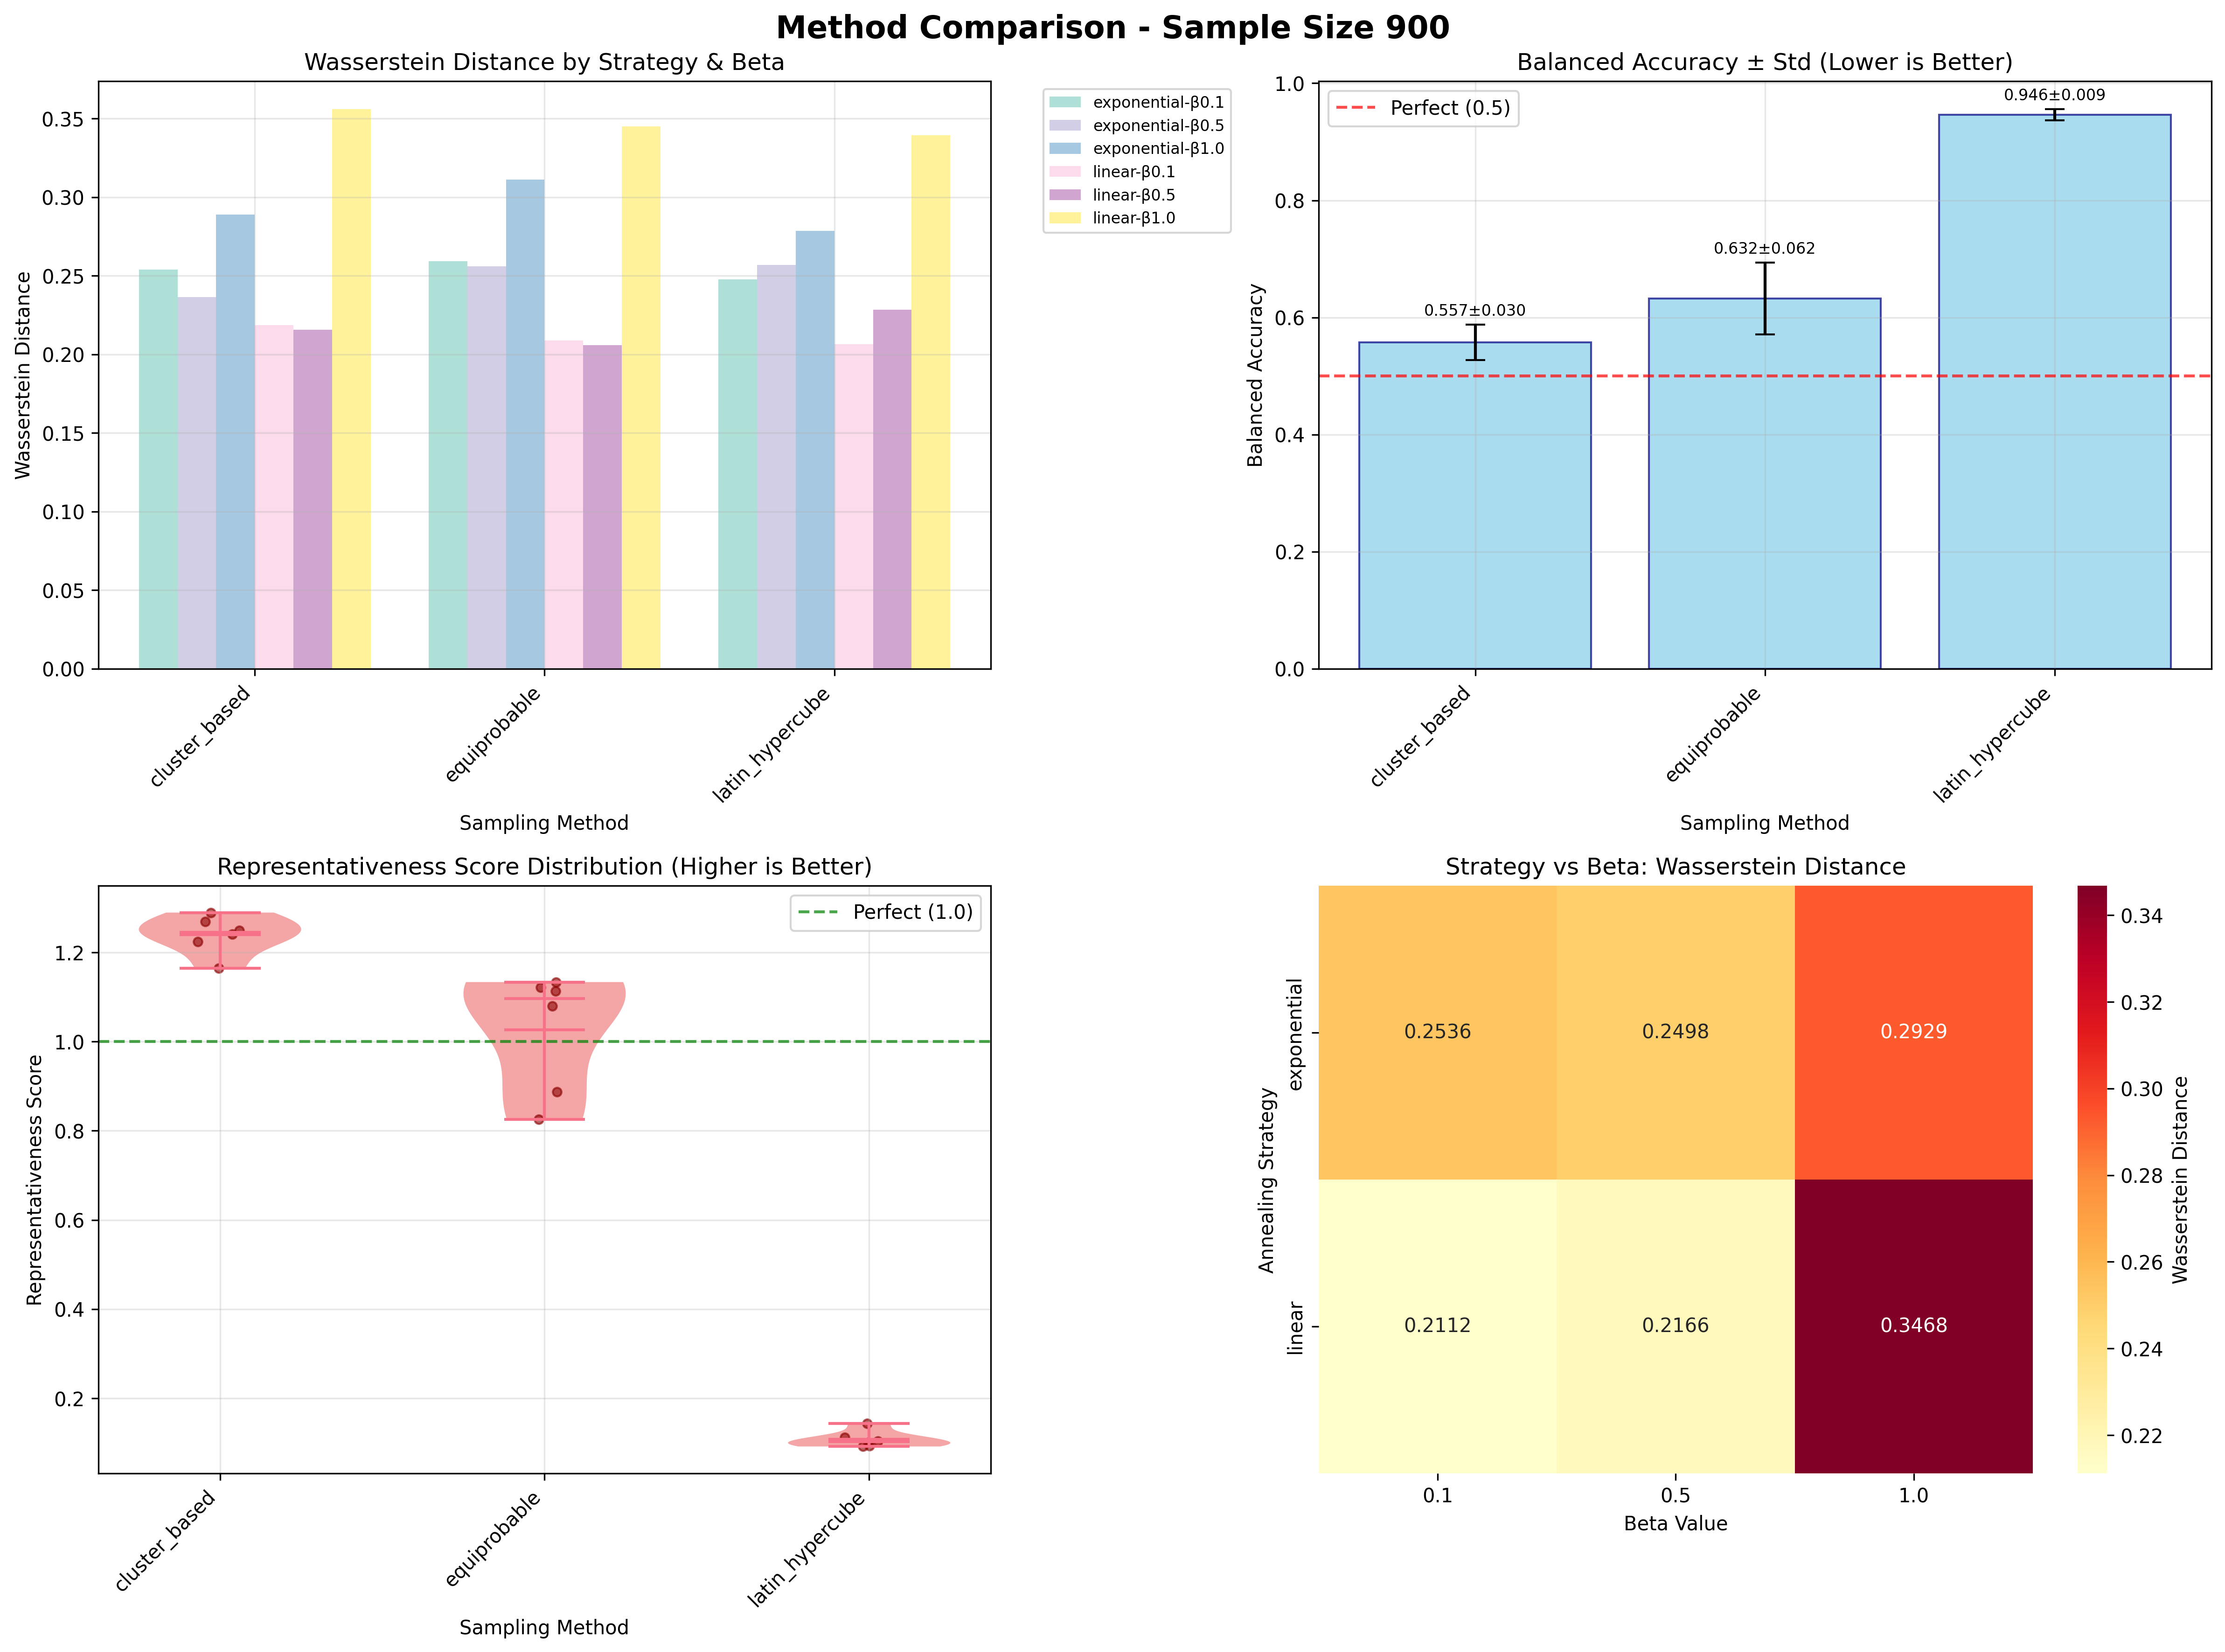 Method Comparison - Sample Size 900
Wasserstein Distance by Strategy & Beta
Wasserstein Distance
0.35
0.30
0.25
0.20
0.15
0.10
0.05
0.00
cluster_based
equiprobable
latin_hypercube
Sampling Method
exponential-β0.1
exponential-β0.5
exponential-β1.0
linear-β0.1
linear-β0.5
linear-β1.0
Balanced Accuracy ± Std (Lower is Better)
Balanced Accuracy
1.0
0.8
0.6
0.4
0.2
0.0
Perfect (0.5)
0.557±0.030
0.632±0.062
0.946±0.009
cluster_based
equiprobable
latin_hypercube
Sampling Method
Representativeness Score Distribution (Higher is Better)
Representativeness Score
1.2
1.0
0.8
0.6
0.4
0.2
Perfect (1.0)
cluster_based
equiprobable
latin_hypercube
Sampling Method
Strategy vs Beta: Wasserstein Distance
Annealing Strategy
exponential
linear
0.2536
0.2498
0.2929
0.2112
0.2166
0.3468
0.1
0.5
1.0
Beta Value
0.34
0.32
0.30
0.28
0.26
0.24
0.22
Wasserstein Distance